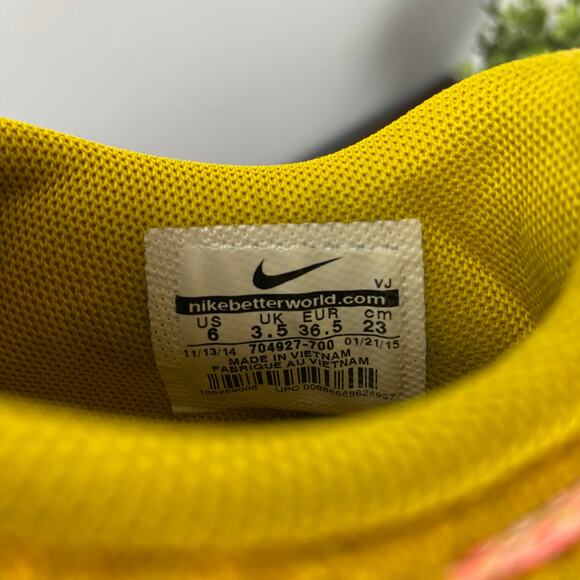 VJ
nikebetterworld.com
US UK EUR cm
6 3.5 36.5 23
11/13/14 704927-700 01/21/15
MADE IN VIETNAM
FABRIQUE AU VIETNAM
UPC